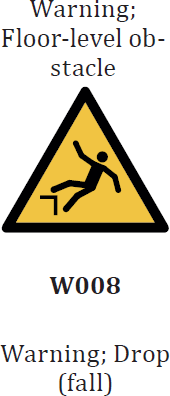 Warning;
Floor-level ob-
stacle
W008
Warning; Drop
(fall)